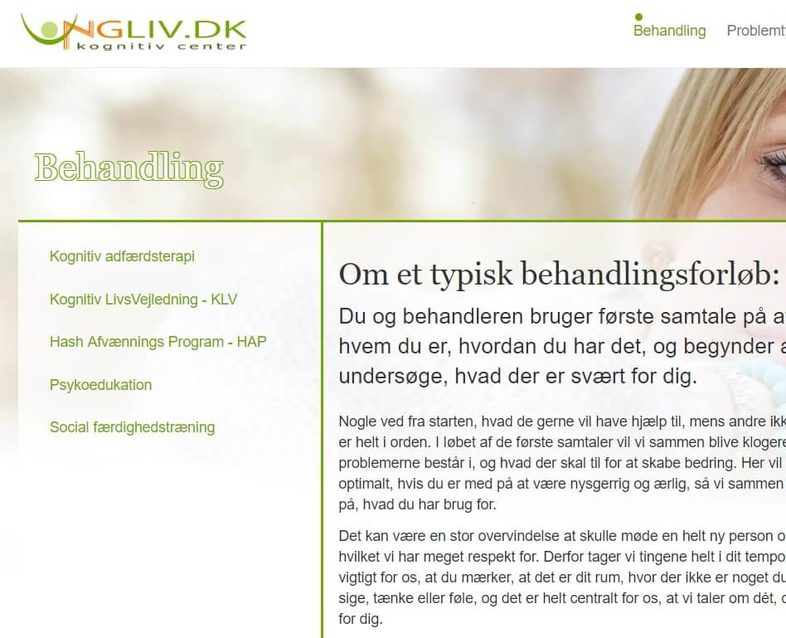 UNGLIV.DK
kognitiv center
Behandling
Behandling
Kognitiv adfærdsterapi
Kognitiv LivsVejledning - KLV
Hash Afvænnings Program - HAP
Psykoedukation
Social færdighedstræning
Om et typisk behandlingsforløb:
Du og behandleren bruger første samtale på
hvem du er, hvordan du har det, og begynder
undersøge, hvad der er svært for dig.
Nogle ved fra starten, hvad de gerne vil have hjælp til, mens andre
er helt i orden. I løbet af de første samtaler vil vi sammen blive klogere
problemerne består i, og hvad der skal til for at skabe bedring. Her vil
optimalt, hvis du er med på at være nysgerrig og ærlig, så vi sammen
på, hvad du har brug for.
Det kan være en stor overvindelse at skulle møde en helt ny person
hvilket vi har meget respekt for. Derfor tager vi tingene helt i dit tempo
vigtigt for os, at du mærker, at det er dit rum, hvor der ikke er noget du
sige, tænke eller føle, og det er helt centralt for os, at vi taler om dét,
for dig.